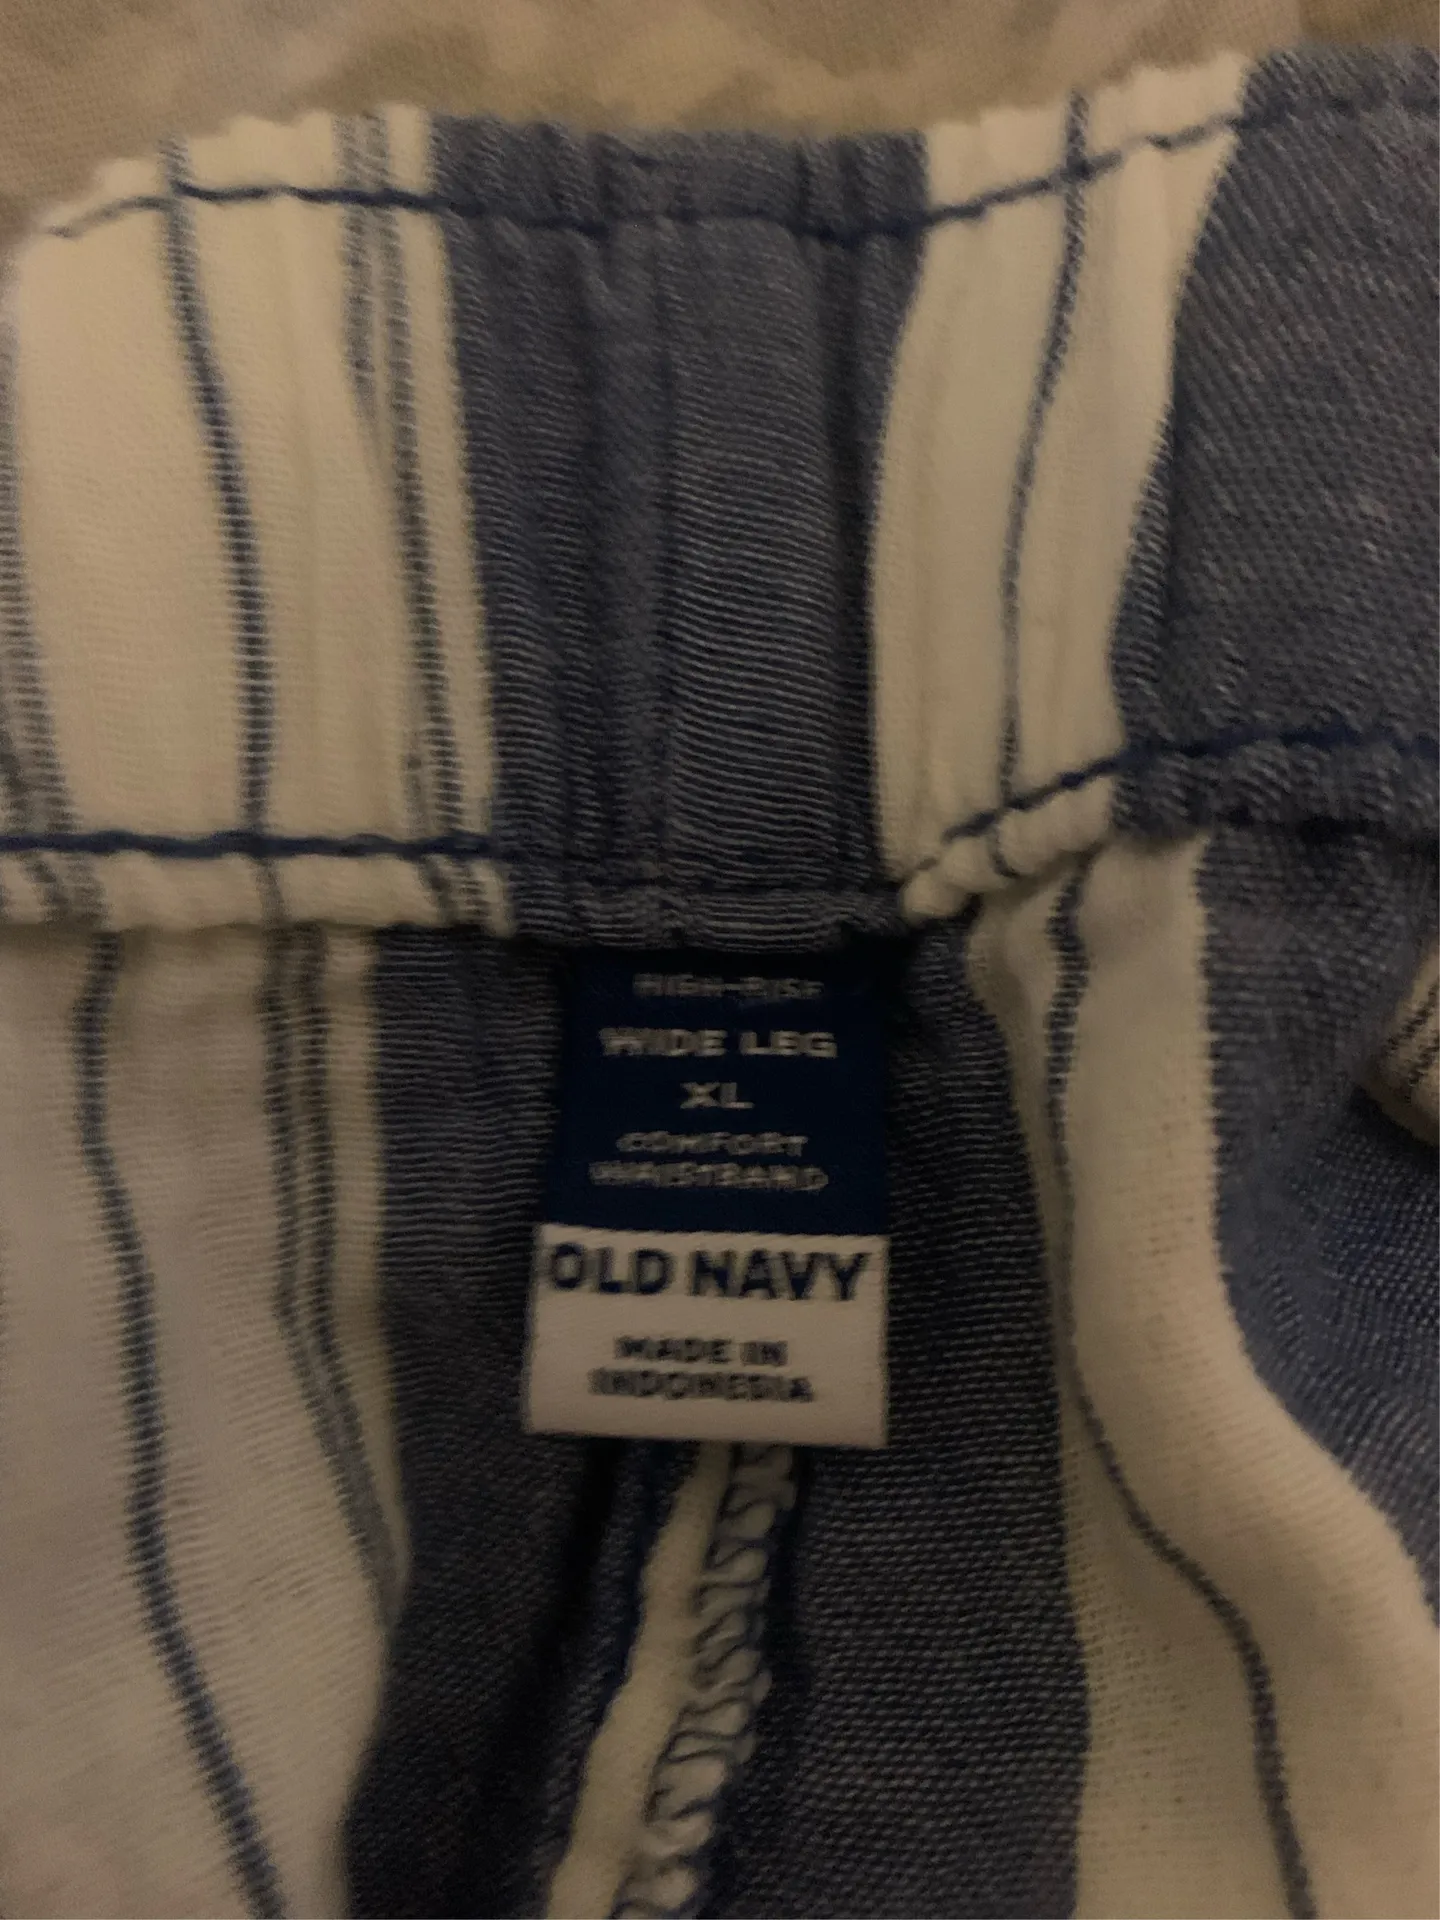 HIGH-RISE
WIDE LEG
XL
COMFORT
WAISTBAND
OLD NAVY
MADE IN
INDONESIA